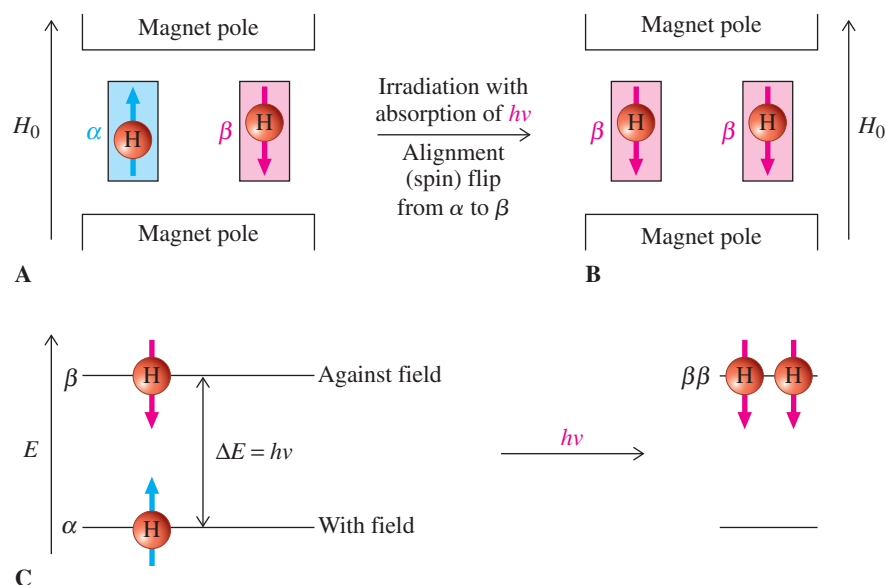 Magnet pole
H₀
α
H
β
H
Magnet pole
A
Irradiation with
absorption of hν
Alignment
(spin) flip
from α to β
Magnet pole
β
H
β
H
H₀
Magnet pole
B
E
β
H
Against field
ΔE = hν
α
H
With field
hν
ββ
H
H
C